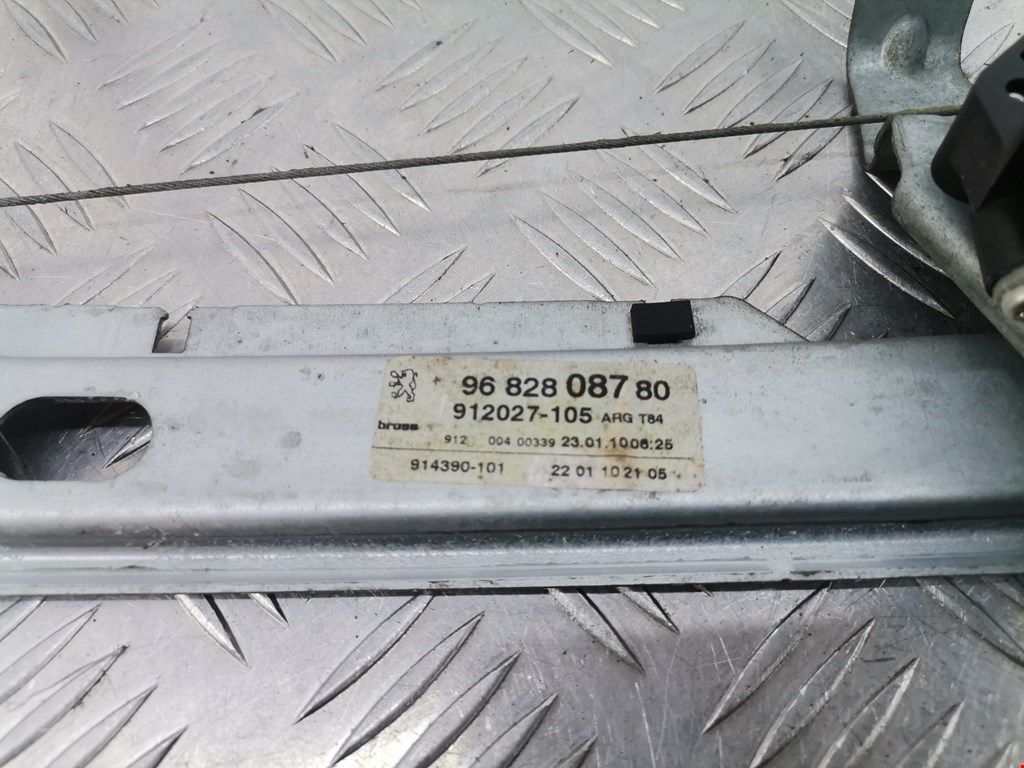 96 828 087 80
912027-105 ARG T84
brose
912 004 00339 23.01.10 06:25
914390-101 22 01 10 21 05